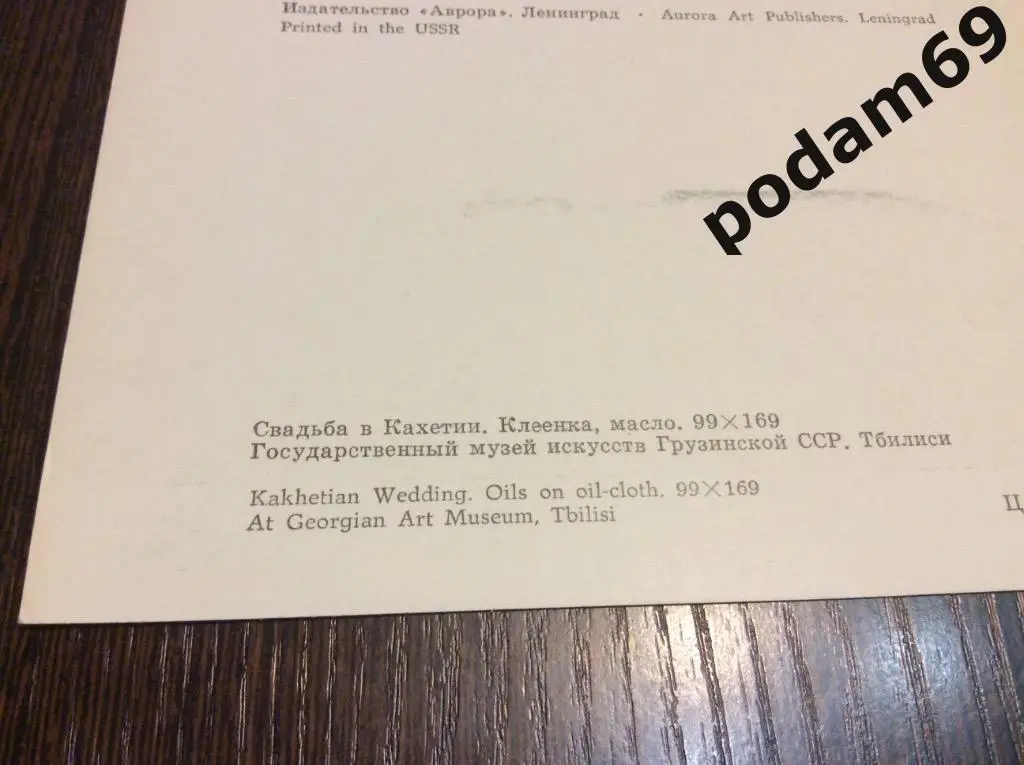 Издательство «Аврора». Ленинград · Aurora Art Publishers. Leningrad
Printed in the USSR
podam69
Свадьба в Кахетии. Клеенка, масло. 99×169
Государственный музей искусств Грузинской ССР. Тбилиси
Kakhetian Wedding. Oils on oil-cloth. 99×169
At Georgian Art Museum, Tbilisi